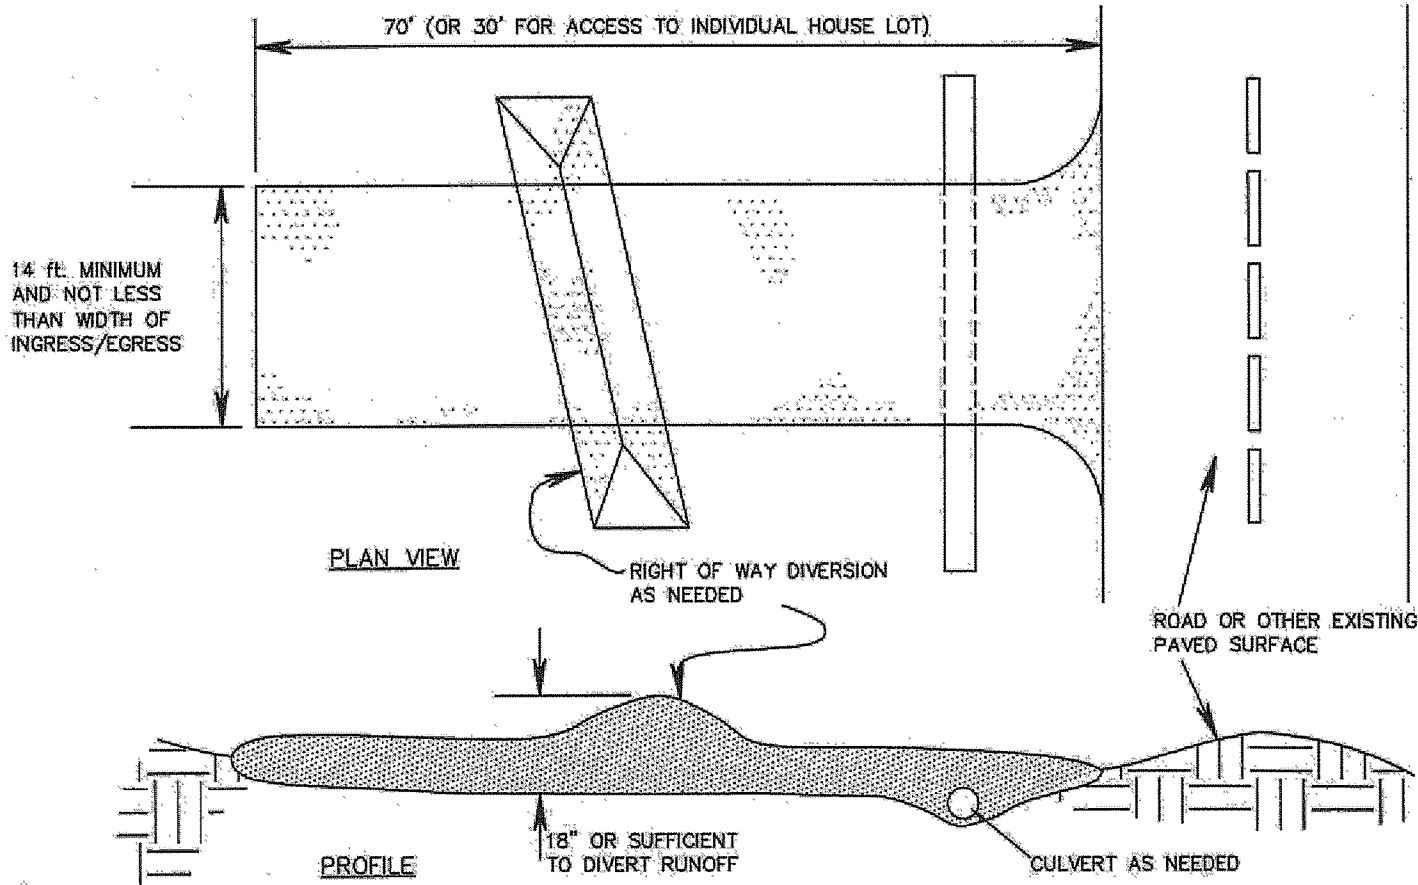 70' (OR 30' FOR ACCESS TO INDIVIDUAL HOUSE LOT)
14 ft. MINIMUM
AND NOT LESS
THAN WIDTH OF
INGRESS/EGRESS
PLAN VIEW
RIGHT OF WAY DIVERSION
AS NEEDED
ROAD OR OTHER EXISTING
PAVED SURFACE
18" OR SUFFICIENT
TO DIVERT RUNOFF
CULVERT AS NEEDED
PROFILE